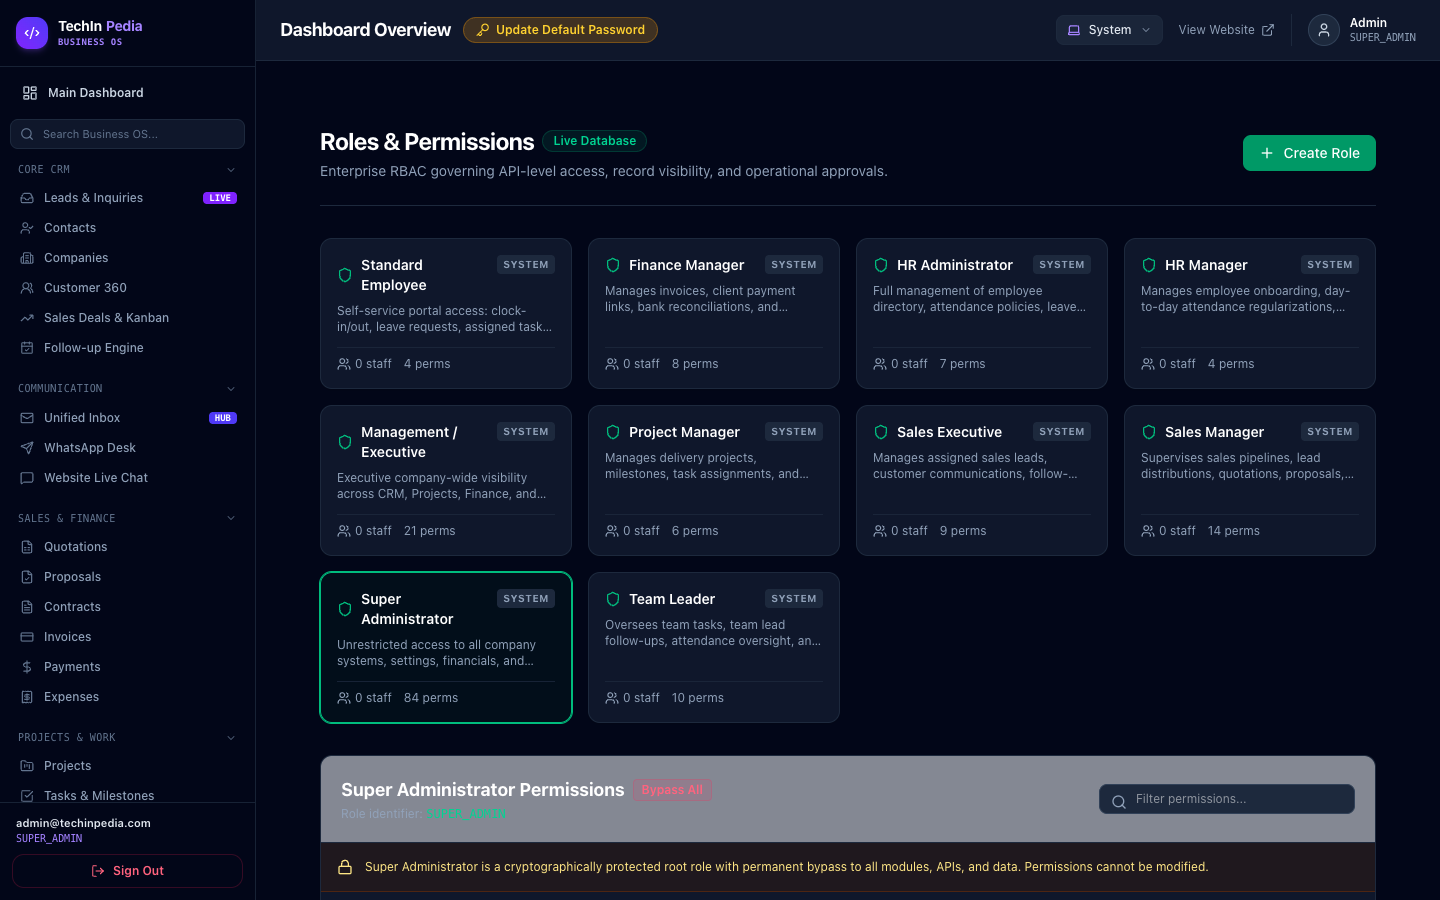 TechIn Pedia
BUSINESS OS
Main Dashboard
Search Business OS...
CORE CRM
Leads & Inquiries LIVE
Contacts
Companies
Customer 360
Sales Deals & Kanban
Follow-up Engine
COMMUNICATION
Unified Inbox HUB
WhatsApp Desk
Website Live Chat
SALES & FINANCE
Quotations
Proposals
Contracts
Invoices
Payments
Expenses
PROJECTS & WORK
Projects
Tasks & Milestones
admin@techinpedia.com
SUPER_ADMIN
Sign Out
Dashboard Overview Update Default Password
System
View Website
Admin
SUPER_ADMIN
Roles & Permissions Live Database
Enterprise RBAC governing API-level access, record visibility, and operational approvals.
Create Role
Standard
Employee
SYSTEM
Self-service portal access: clock-
in/out, leave requests, assigned task...
0 staff 4 perms
Finance Manager SYSTEM
Manages invoices, client payment
links, bank reconciliations, and...
0 staff 8 perms
HR Administrator SYSTEM
Full management of employee
directory, attendance policies, leave...
0 staff 7 perms
HR Manager SYSTEM
Manages employee onboarding, day-
to-day attendance regularizations,...
0 staff 4 perms
Management /
Executive
SYSTEM
Executive company-wide visibility
across CRM, Projects, Finance, and...
0 staff 21 perms
Project Manager SYSTEM
Manages delivery projects,
milestones, task assignments, and...
0 staff 6 perms
Sales Executive SYSTEM
Manages assigned sales leads,
customer communications, follow-...
0 staff 9 perms
Sales Manager SYSTEM
Supervises sales pipelines, lead
distributions, quotations, proposals,...
0 staff 14 perms
Super
Administrator
SYSTEM
Unrestricted access to all company
systems, settings, financials, and...
0 staff 84 perms
Team Leader SYSTEM
Oversees team tasks, team lead
follow-ups, attendance oversight, an...
0 staff 10 perms
Super Administrator Permissions Bypass All
Role identifier: SUPER_ADMIN
Filter permissions...
Super Administrator is a cryptographically protected root role with permanent bypass to all modules, APIs, and data. Permissions cannot be modified.